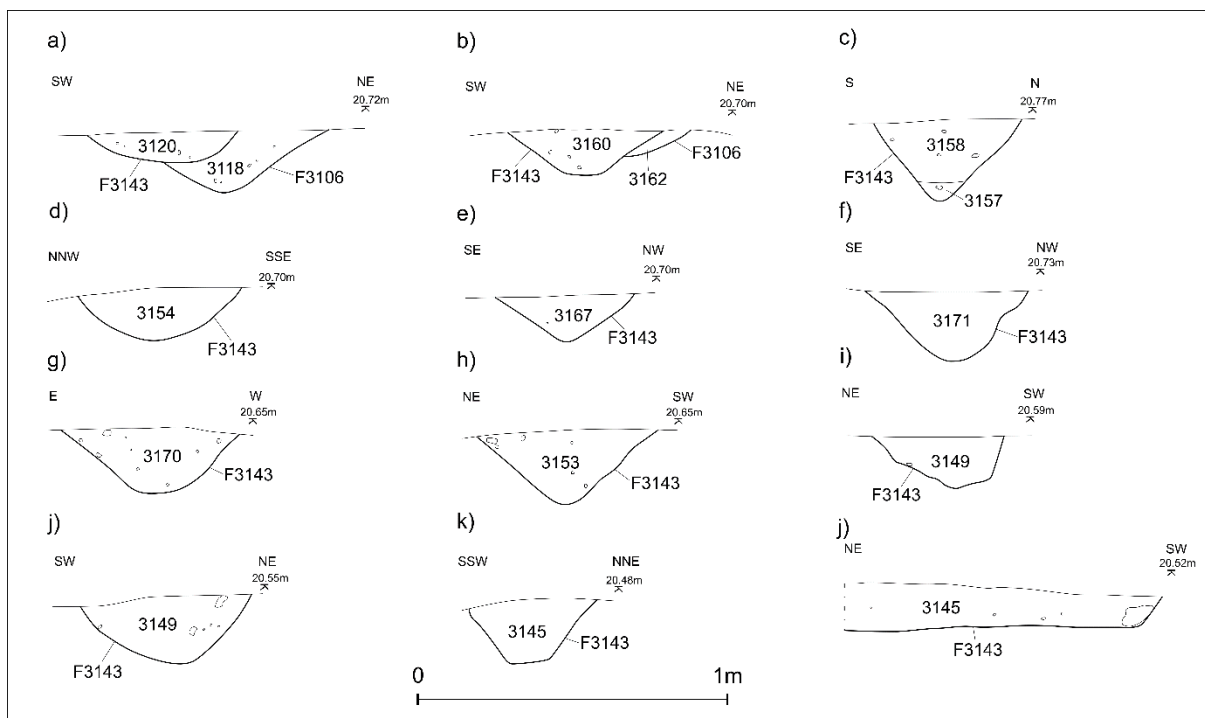 a)
SW
NE
20.72m
3120
3118
F3143
F3106
b)
SW
NE
20.70m
3160
F3143
F3106
3162
c)
S
N
20.77m
3158
F3143
3157
d)
NNW
SSE
20.70m
3154
F3143
e)
SE
NW
20.70m
3167
F3143
f)
SE
NW
20.73m
3171
F3143
g)
E
W
20.65m
3170
F3143
h)
NE
SW
20.65m
3153
F3143
i)
NE
SW
20.59m
3149
F3143
j)
SW
NE
20.55m
3149
F3143
k)
SSW
NNE
20.48m
3145
F3143
j)
NE
SW
20.52m
3145
F3143
0
1m